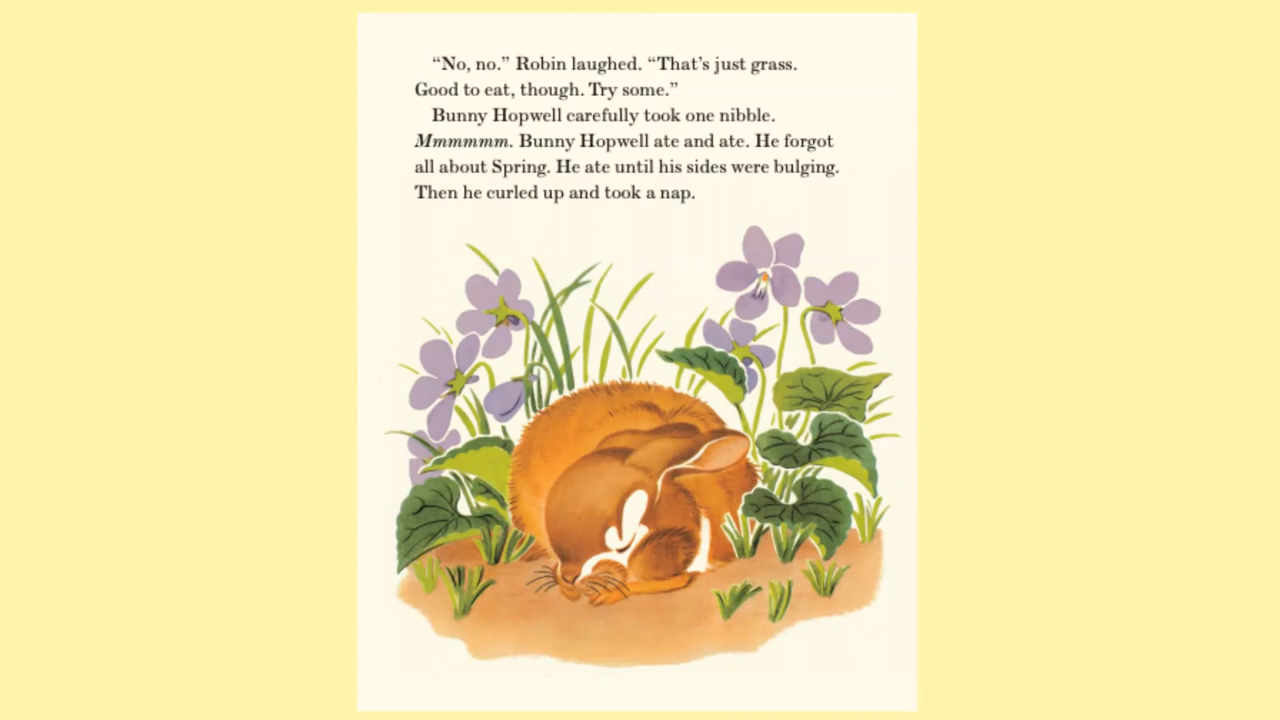 “No, no.” Robin laughed. “That’s just grass.
Good to eat, though. Try some.”
Bunny Hopwell carefully took one nibble.
Mmmmmm. Bunny Hopwell ate and ate. He forgot
all about Spring. He ate until his sides were bulging.
Then he curled up and took a nap.